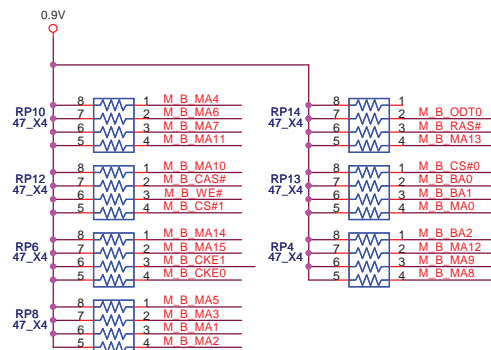 0.9V
RP10
47_X4
8 1 M_B_MA4
7 2 M_B_MA6
6 3 M_B_MA7
5 4 M_B_MA11
RP12
47_X4
8 1 M_B_MA10
7 2 M_B_CAS#
6 3 M_B_WE#
5 4 M_B_CS#1
RP6
47_X4
8 1 M_B_MA14
7 2 M_B_MA15
6 3 M_B_CKE1
5 4 M_B_CKE0
RP8
47_X4
8 1 M_B_MA5
7 2 M_B_MA3
6 3 M_B_MA1
5 4 M_B_MA2
RP14
47_X4
8 1
7 2 M_B_ODT0
6 3 M_B_RAS#
5 4 M_B_MA13
RP13
47_X4
8 1 M_B_CS#0
7 2 M_B_BA0
6 3 M_B_BA1
5 4 M_B_MA0
RP4
47_X4
8 1 M_B_BA2
7 2 M_B_MA12
6 3 M_B_MA9
5 4 M_B_MA8